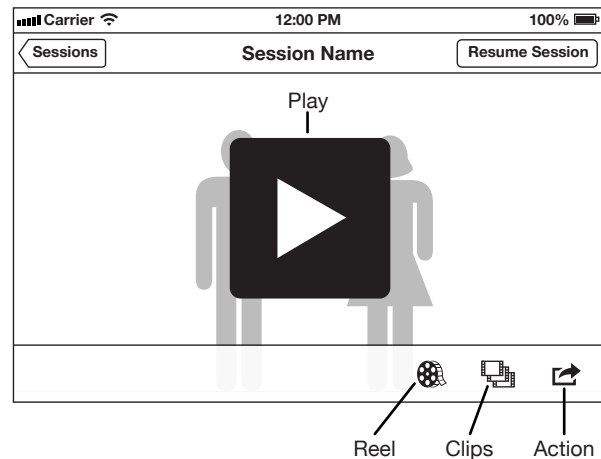 Carrier 12:00 PM 100%
Sessions Session Name Resume Session
Play
Reel Clips Action